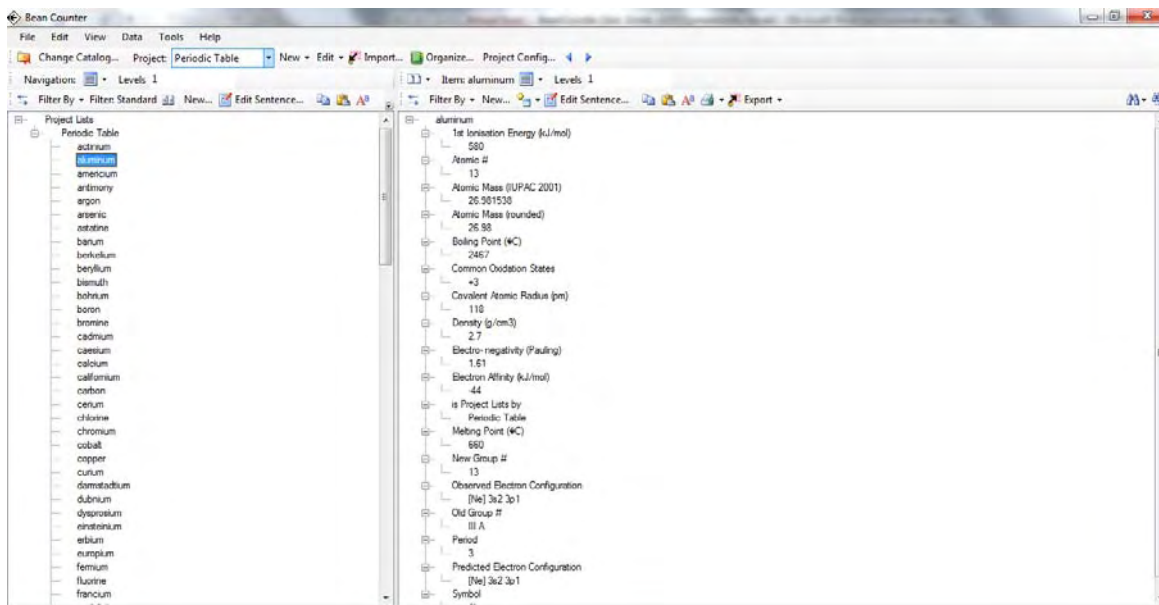 Bean Counter
File Edit View Data Tools Help
Change Catalog... Project: Periodic Table New Edit Import... Organize... Project Config...
Navigation: Levels 1
Filter By Filter: Standard New... Edit Sentence...
Project Lists
Periodic Table
actinium
aluminum
americium
antimony
argon
arsenic
astatine
barium
berkelium
beryllium
bismuth
bohrium
boron
bromine
cadmium
caesium
calcium
californium
carbon
cerium
chlorine
chromium
cobalt
copper
curium
darmstadtium
dubnium
dysprosium
einsteinium
erbium
europium
fermium
fluorine
francium
Item: aluminum Levels 1
Filter By New... Edit Sentence... Export
aluminum
1st Ionisation Energy (kJ/mol)
580
Atomic #
13
Atomic Mass (IUPAC 2001)
26.981538
Atomic Mass (rounded)
26.98
Boiling Point (�C)
2467
Common Oxidation States
+3
Covalent Atomic Radius (pm)
118
Density (g/cm3)
2.7
Electro-negativity (Pauling)
1.61
Electron Affinity (kJ/mol)
-44
is Project Lists by
Periodic Table
Melting Point (�C)
660
New Group #
13
Observed Electron Configuration
[Ne] 3s2 3p1
Old Group #
III A
Period
3
Predicted Electron Configuration
[Ne] 3s2 3p1
Symbol